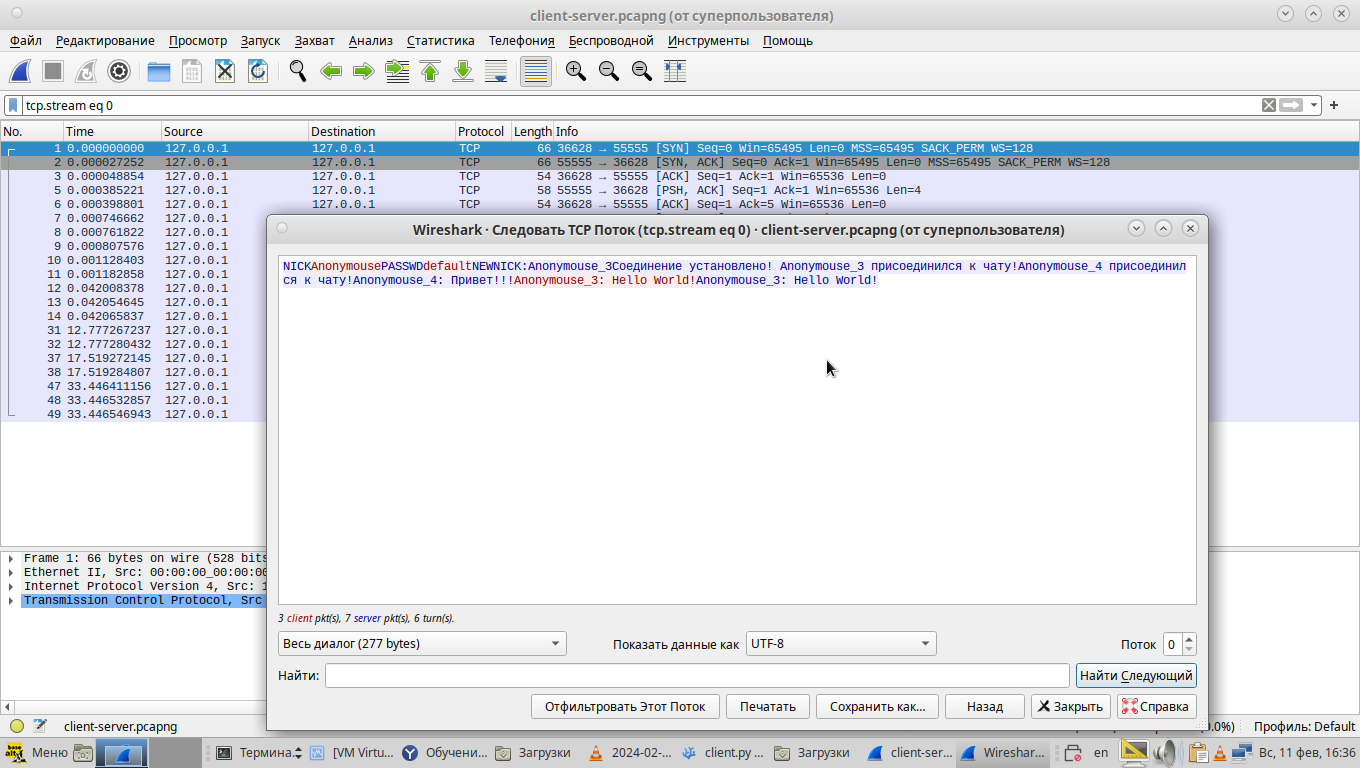 client-server.pcapng (от суперпользователя)
Файл Редактирование Просмотр Запуск Захват Анализ Статистика Телефония Беспроводной Инструменты Помощь
tcp.stream eq 0
No. Time Source Destination Protocol Length Info
1 0.000000000 127.0.0.1 127.0.0.1 TCP 66 36628 → 55555 [SYN] Seq=0 Win=65495 Len=0 MSS=65495 SACK_PERM WS=128
2 0.000027252 127.0.0.1 127.0.0.1 TCP 66 55555 → 36628 [SYN, ACK] Seq=0 Ack=1 Win=65495 Len=0 MSS=65495 SACK_PERM WS=128
3 0.000048854 127.0.0.1 127.0.0.1 TCP 54 36628 → 55555 [ACK] Seq=1 Ack=1 Win=65536 Len=0
5 0.000385221 127.0.0.1 127.0.0.1 TCP 58 55555 → 36628 [PSH, ACK] Seq=1 Ack=1 Win=65536 Len=4
6 0.000398801 127.0.0.1 127.0.0.1 TCP 54 36628 → 55555 [ACK] Seq=1 Ack=5 Win=65536 Len=0
7 0.000746662 127.0.0.1
8 0.000761822 127.0.0.1
9 0.000807576 127.0.0.1
10 0.001128403 127.0.0.1
11 0.001182858 127.0.0.1
12 0.042008378 127.0.0.1
13 0.042054645 127.0.0.1
14 0.042065837 127.0.0.1
31 12.777267237 127.0.0.1
32 12.777280432 127.0.0.1
37 17.519272145 127.0.0.1
38 17.519284807 127.0.0.1
47 33.446411156 127.0.0.1
48 33.446532857 127.0.0.1
49 33.446546943 127.0.0.1
Wireshark · Следовать TCP Поток (tcp.stream eq 0) · client-server.pcapng (от суперпользователя)
NICKAnonymousePASSWDdefaultNEWNICK:Anonymouse_3Соединение установлено! Anonymouse_3 присоединился к чату!Anonymouse_4 присоединил
ся к чату!Anonymouse_4: Привет!!!Anonymouse_3: Hello World!Anonymouse_3: Hello World!
3 client pkt(s), 7 server pkt(s), 6 turn(s).
Весь диалог (277 bytes) Показать данные как UTF-8 Поток 0
Найти: Найти Следующий
Отфильтровать Этот Поток Печатать Сохранить как... Назад Закрыть Справка
Frame 1: 66 bytes on wire (528 bits
Ethernet II, Src: 00:00:00_00:00:00
Internet Protocol Version 4, Src: 1
Transmission Control Protocol, Src
client-server.pcapng 0.0%) Профиль: Default
Меню Термина... [VM Virtu... Обучени... Загрузки 2024-02-... client.py ... Загрузки client-ser... Wireshar... en Вс, 11 фев, 16:36